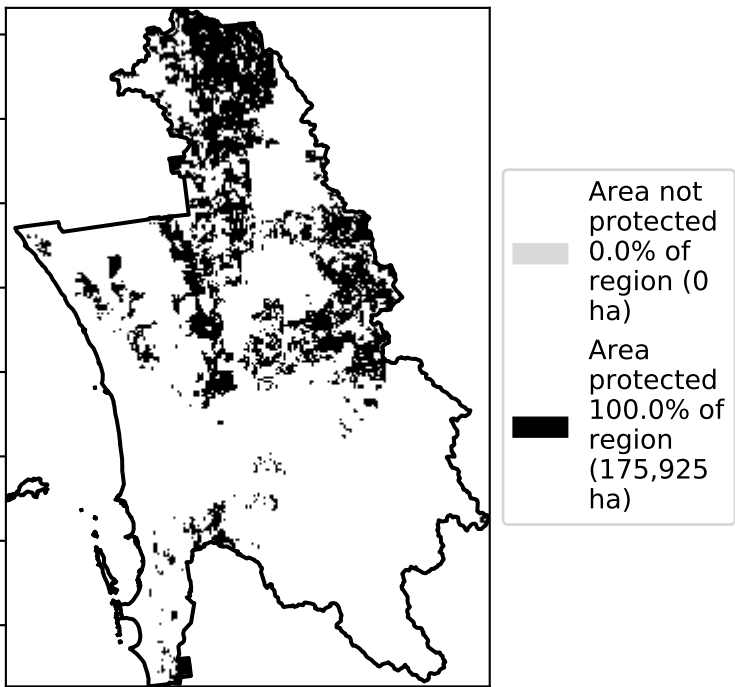 Area not
protected
0.0% of
region (0
ha)
Area
protected
100.0% of
region
(175,925
ha)